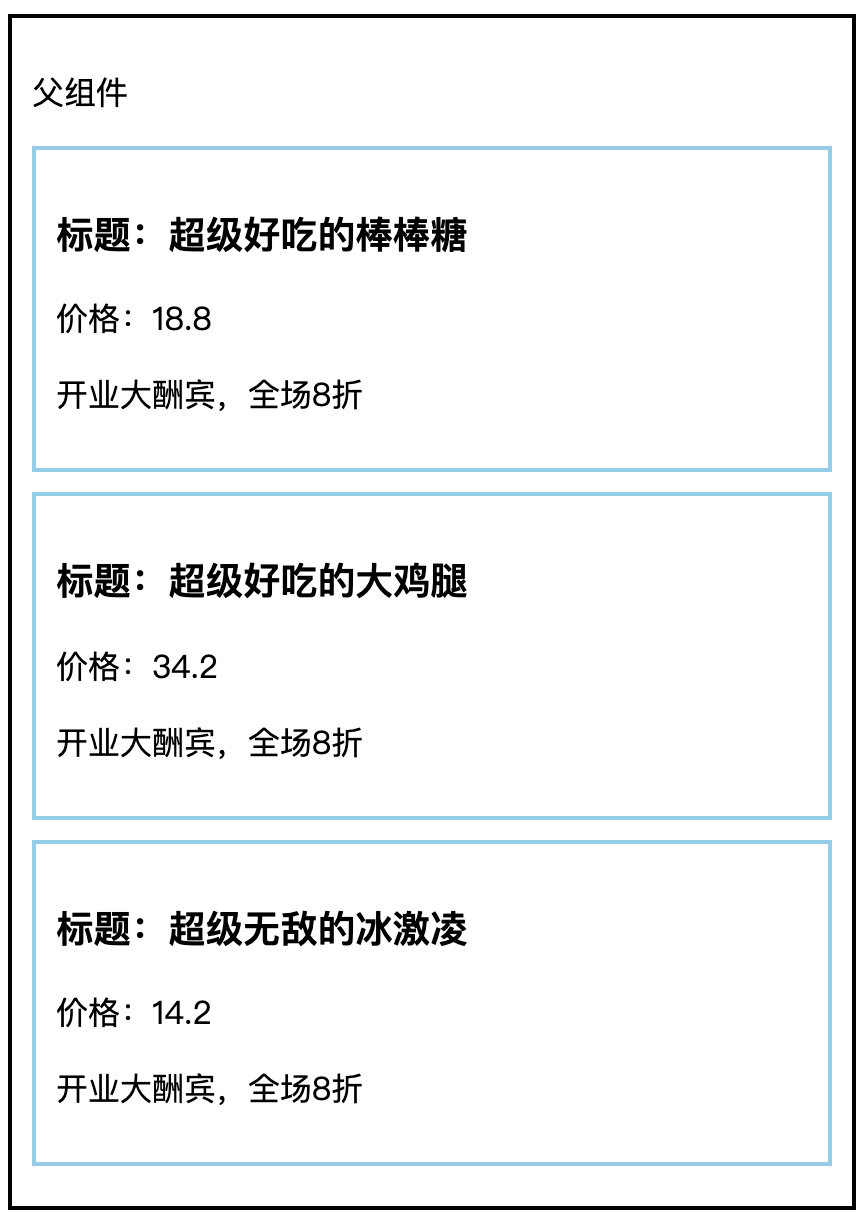 父组件
标题：超级好吃的棒棒糖
价格：18.8
开业大酬宾，全场8折
标题：超级好吃的大鸡腿
价格：34.2
开业大酬宾，全场8折
标题：超级无敌的冰激凌
价格：14.2
开业大酬宾，全场8折